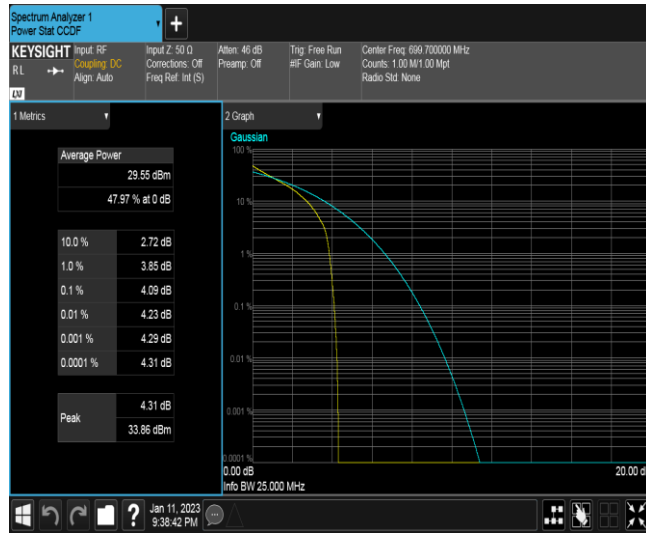 Spectrum Analyzer 1
Power Stat CCDF
+
KEYSIGHT
R L
LXI
Input: RF
Coupling: DC
Align: Auto
Input Z: 50 Ω
Corrections: Off
Freq Ref: Int (S)
Atten: 46 dB
Preamp: Off
Trig: Free Run
#IF Gain: Low
Center Freq: 699.700000 MHz
Counts: 1.00 M/1.00 Mpt
Radio Std: None
1 Metrics
Average Power
29.55 dBm
47.97 % at 0 dB
10.0 % 2.72 dB
1.0 % 3.85 dB
0.1 % 4.09 dB
0.01 % 4.23 dB
0.001 % 4.29 dB
0.0001 % 4.31 dB
Peak
4.31 dB
33.86 dBm
2 Graph
Gaussian
100 %
10 %
1 %
0.1 %
0.01 %
0.001 %
0.0001 %
0.00 dB
20.00 d
Info BW 25.000 MHz
?
Jan 11, 2023
9:38:42 PM